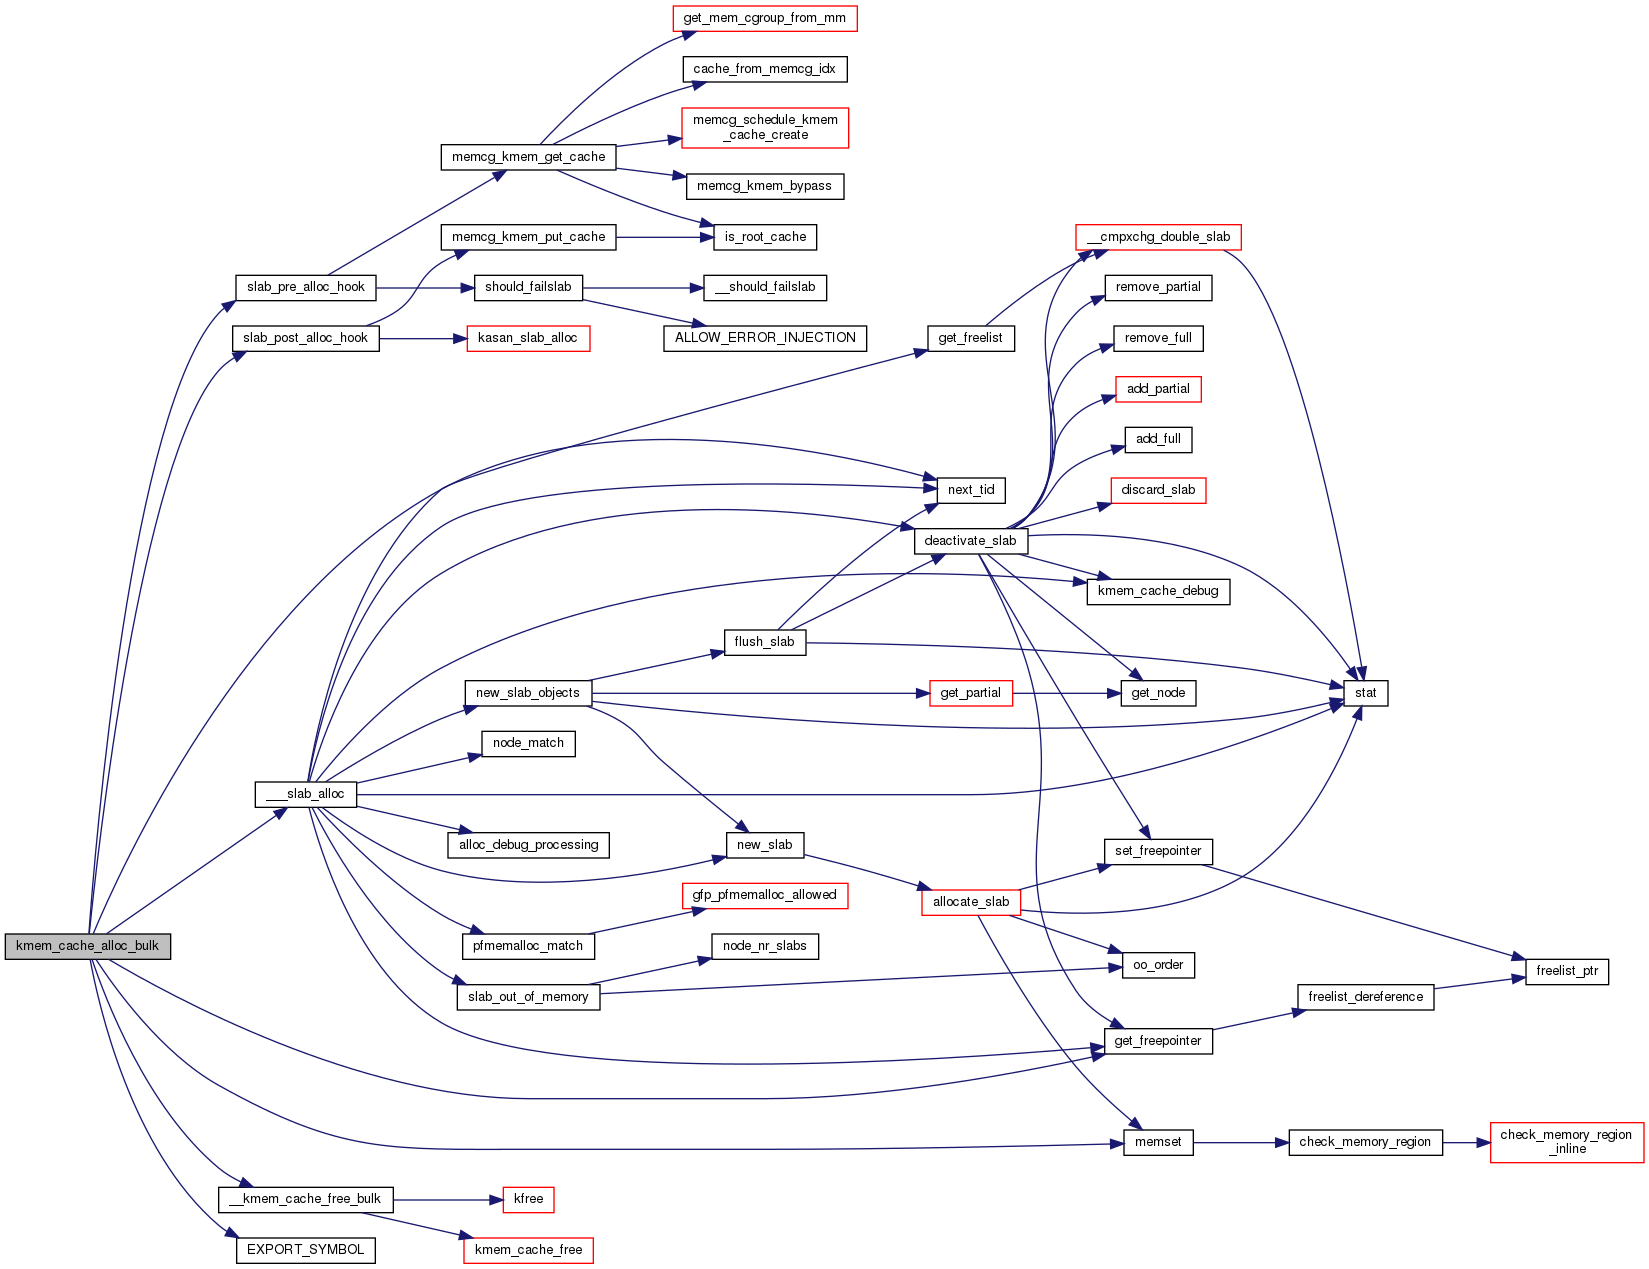 get_mem_cgroup_from_mm
cache_from_memcg_idx
memcg_schedule_kmem
_cache_create
memcg_kmem_get_cache
memcg_kmem_bypass
memcg_kmem_put_cache
is_root_cache
__cmpxchg_double_slab
slab_pre_alloc_hook
should_failslab
__should_failslab
remove_partial
slab_post_alloc_hook
kasan_slab_alloc
ALLOW_ERROR_INJECTION
get_freelist
remove_full
add_partial
add_full
next_tid
discard_slab
deactivate_slab
kmem_cache_debug
flush_slab
new_slab_objects
get_partial
get_node
stat
node_match
___slab_alloc
alloc_debug_processing
new_slab
set_freepointer
gfp_pfmemalloc_allowed
allocate_slab
kmem_cache_alloc_bulk
pfmemalloc_match
node_nr_slabs
oo_order
freelist_ptr
slab_out_of_memory
freelist_dereference
get_freepointer
memset
check_memory_region
check_memory_region
_inline
__kmem_cache_free_bulk
kfree
EXPORT_SYMBOL
kmem_cache_free